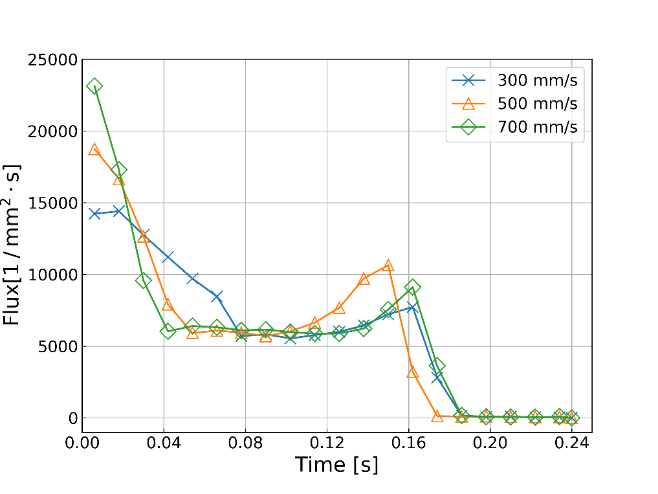 25000
20000
15000
10000
5000
0
Flux[1 / mm² · s]
0.00 0.04 0.08 0.12 0.16 0.20 0.24
Time [s]
300 mm/s
500 mm/s
700 mm/s